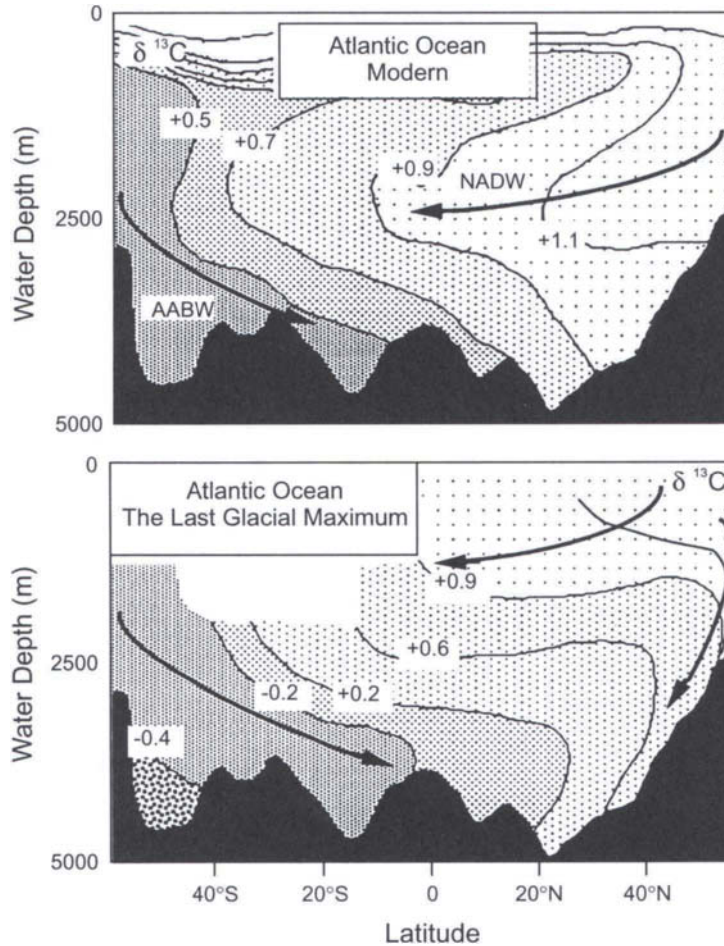 0
δ ¹³C
Atlantic Ocean
Modern
+0.5
+0.7
+0.9
NADW
2500
+1.1
AABW
Water Depth (m)
5000
0
Atlantic Ocean
The Last Glacial Maximum
δ ¹³C
+0.9
+0.6
2500
-0.2
+0.2
-0.4
Water Depth (m)
5000
40°S
20°S
0
20°N
40°N
Latitude